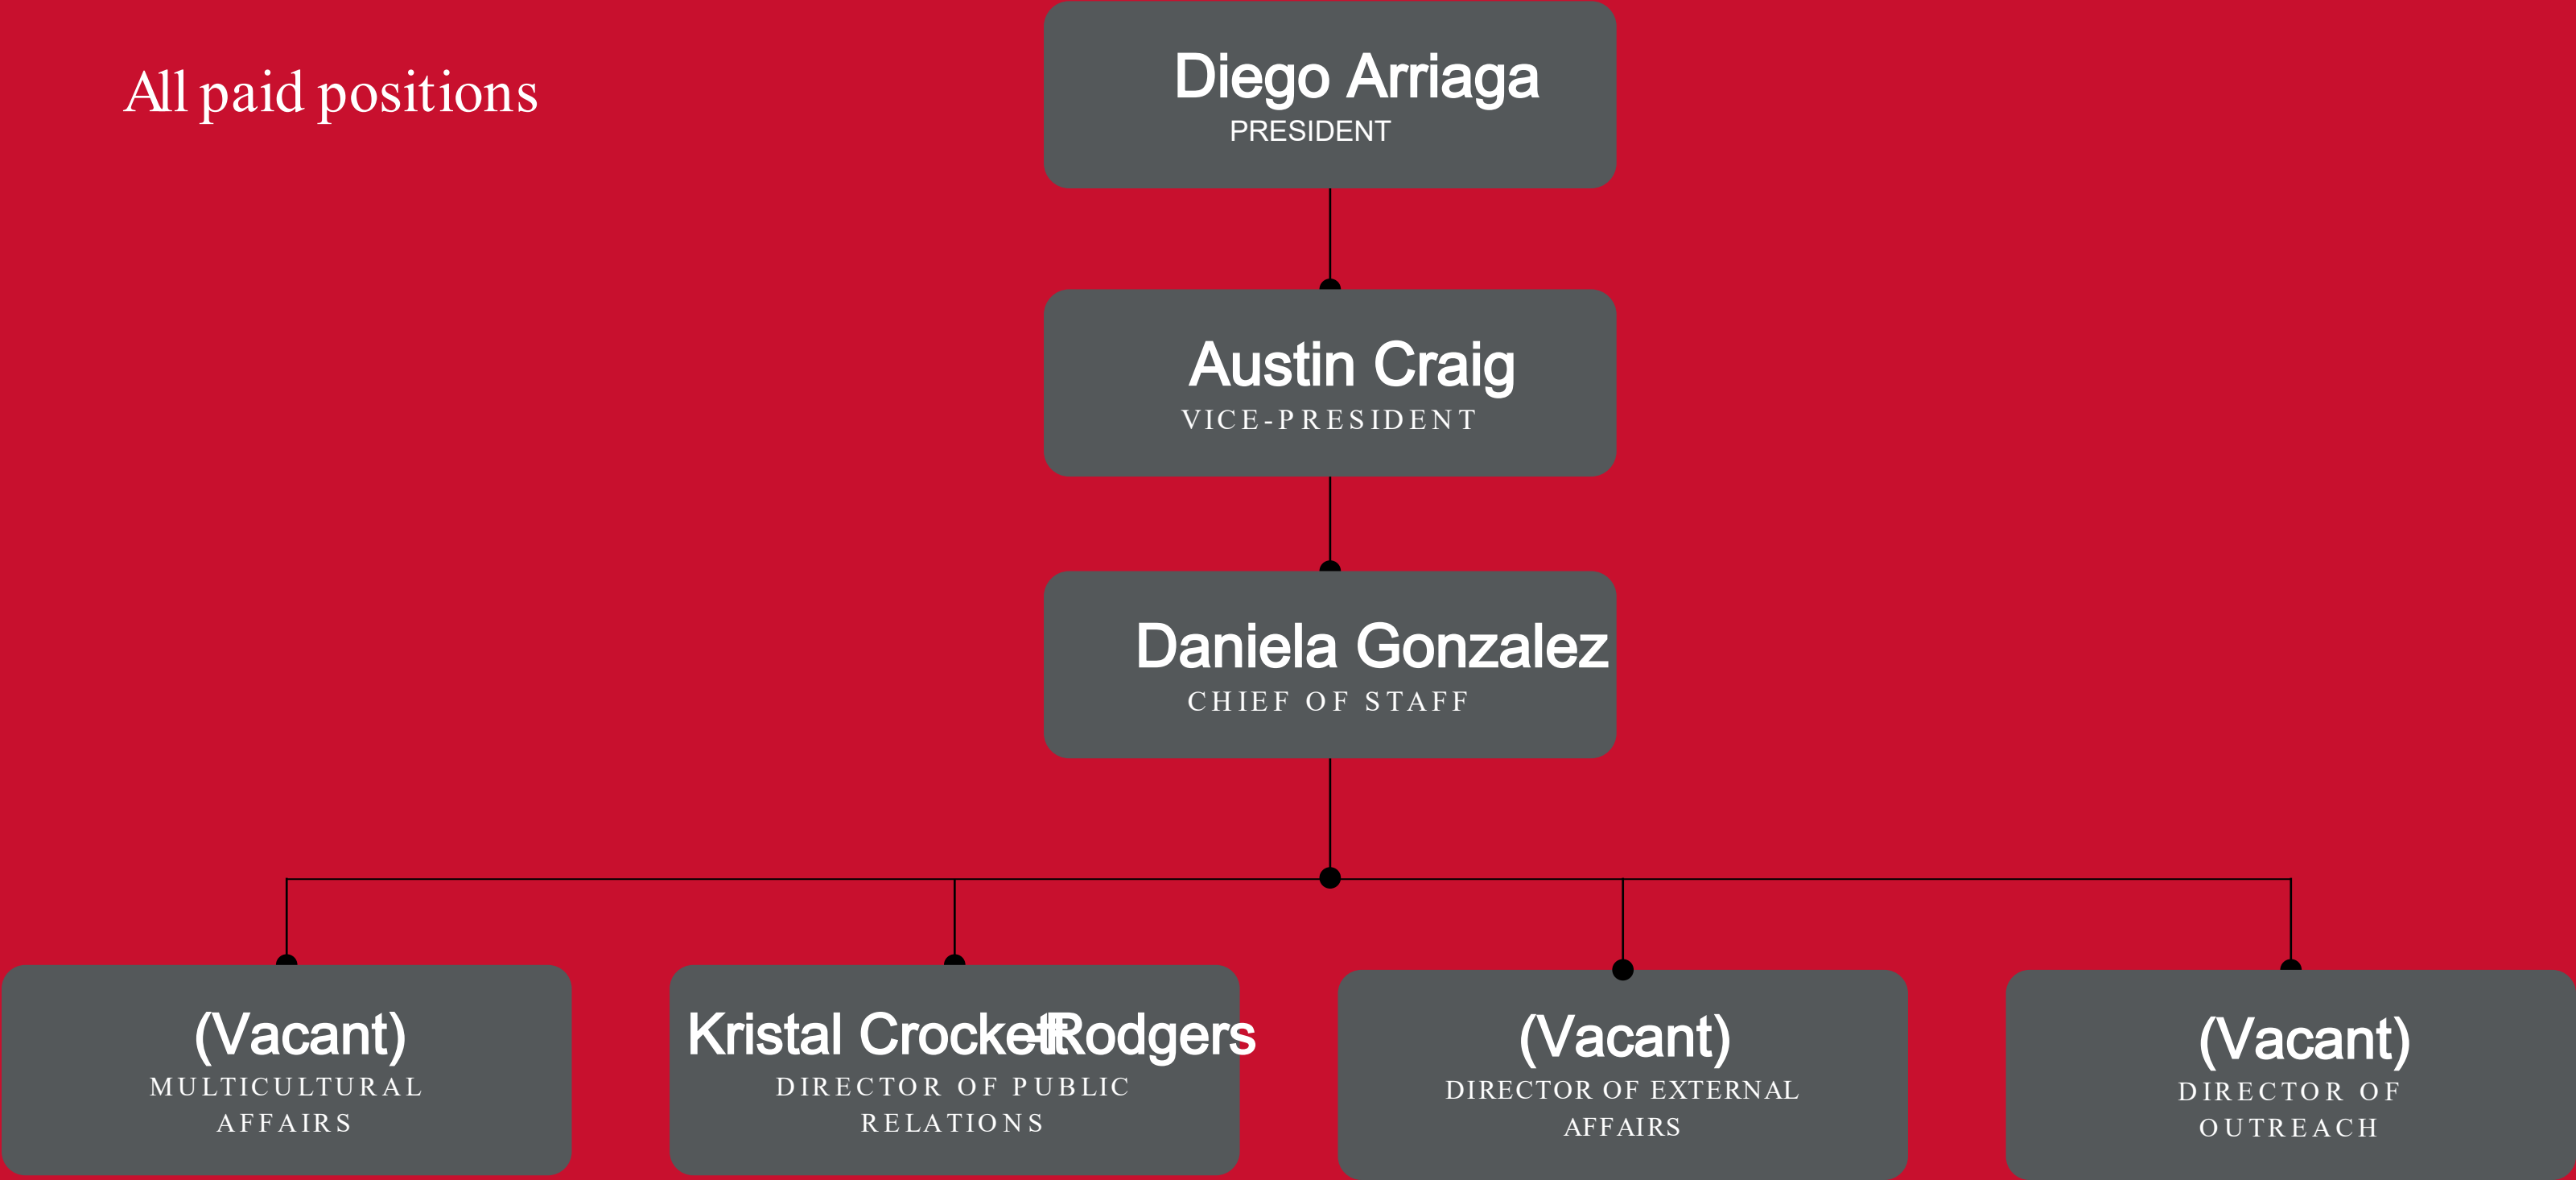 All paid positions
Diego Arriaga
PRESIDENT
Austin Craig
VICE-PRESIDENT
Daniela Gonzalez
CHIEF OF STAFF
(Vacant)
MULTICULTURAL
AFFAIRS
Kristal Crockett-Rodgers
DIRECTOR OF PUBLIC
RELATIONS
(Vacant)
DIRECTOR OF EXTERNAL
AFFAIRS
(Vacant)
DIRECTOR OF
OUTREACH